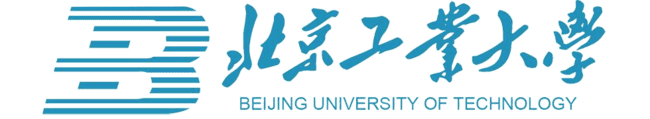 北京工業大學
BEIJING UNIVERSITY OF TECHNOLOGY